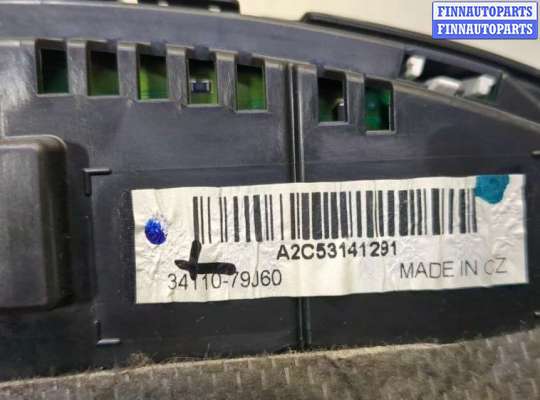 FINNAUTOPARTS
FINNAUTOPARTS
A2C53141291
34110-79J60
MADE IN CZ